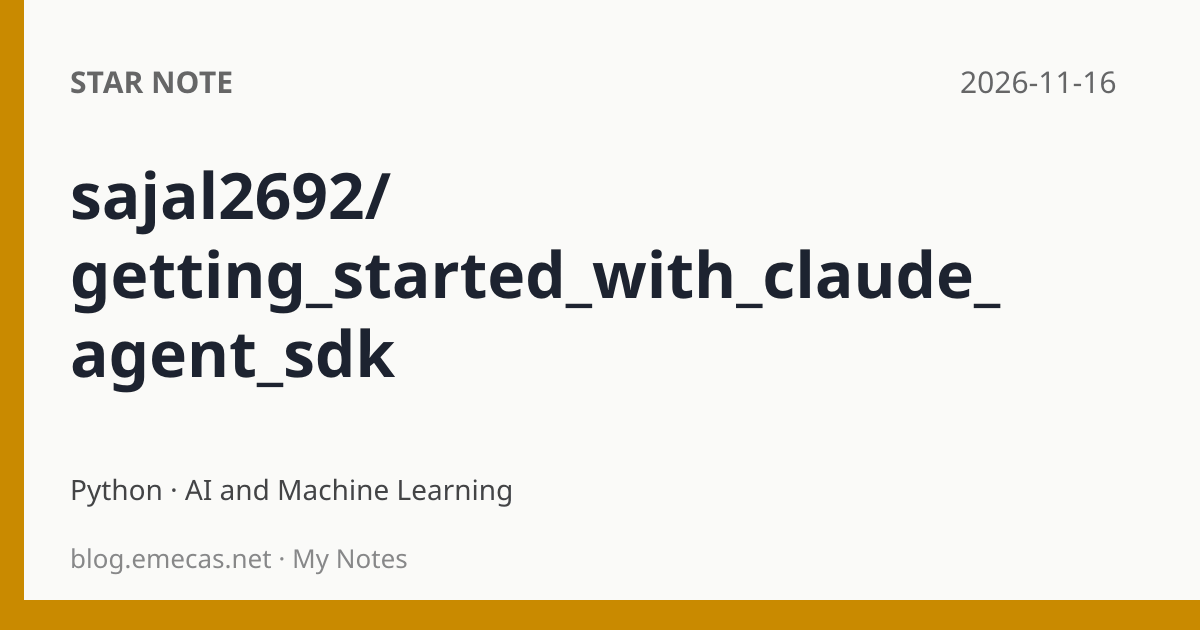 STAR NOTE
2026-11-16
sajal2692/
getting_started_with_claude_
agent_sdk
Python · AI and Machine Learning
blog.emecas.net · My Notes